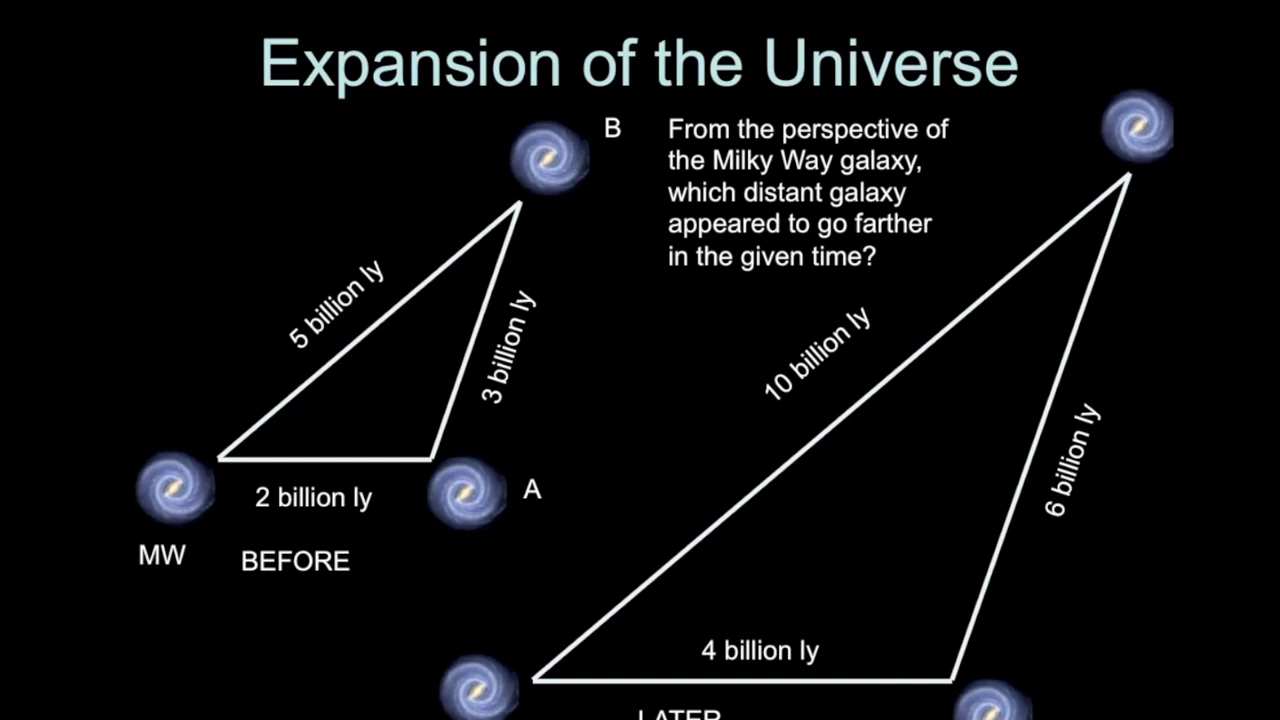 Expansion of the Universe
B
From the perspective of
the Milky Way galaxy,
which distant galaxy
appeared to go farther
in the given time?
5 billion ly
3 billion ly
10 billion ly
6 billion ly
2 billion ly
A
MW
BEFORE
4 billion ly
LATER